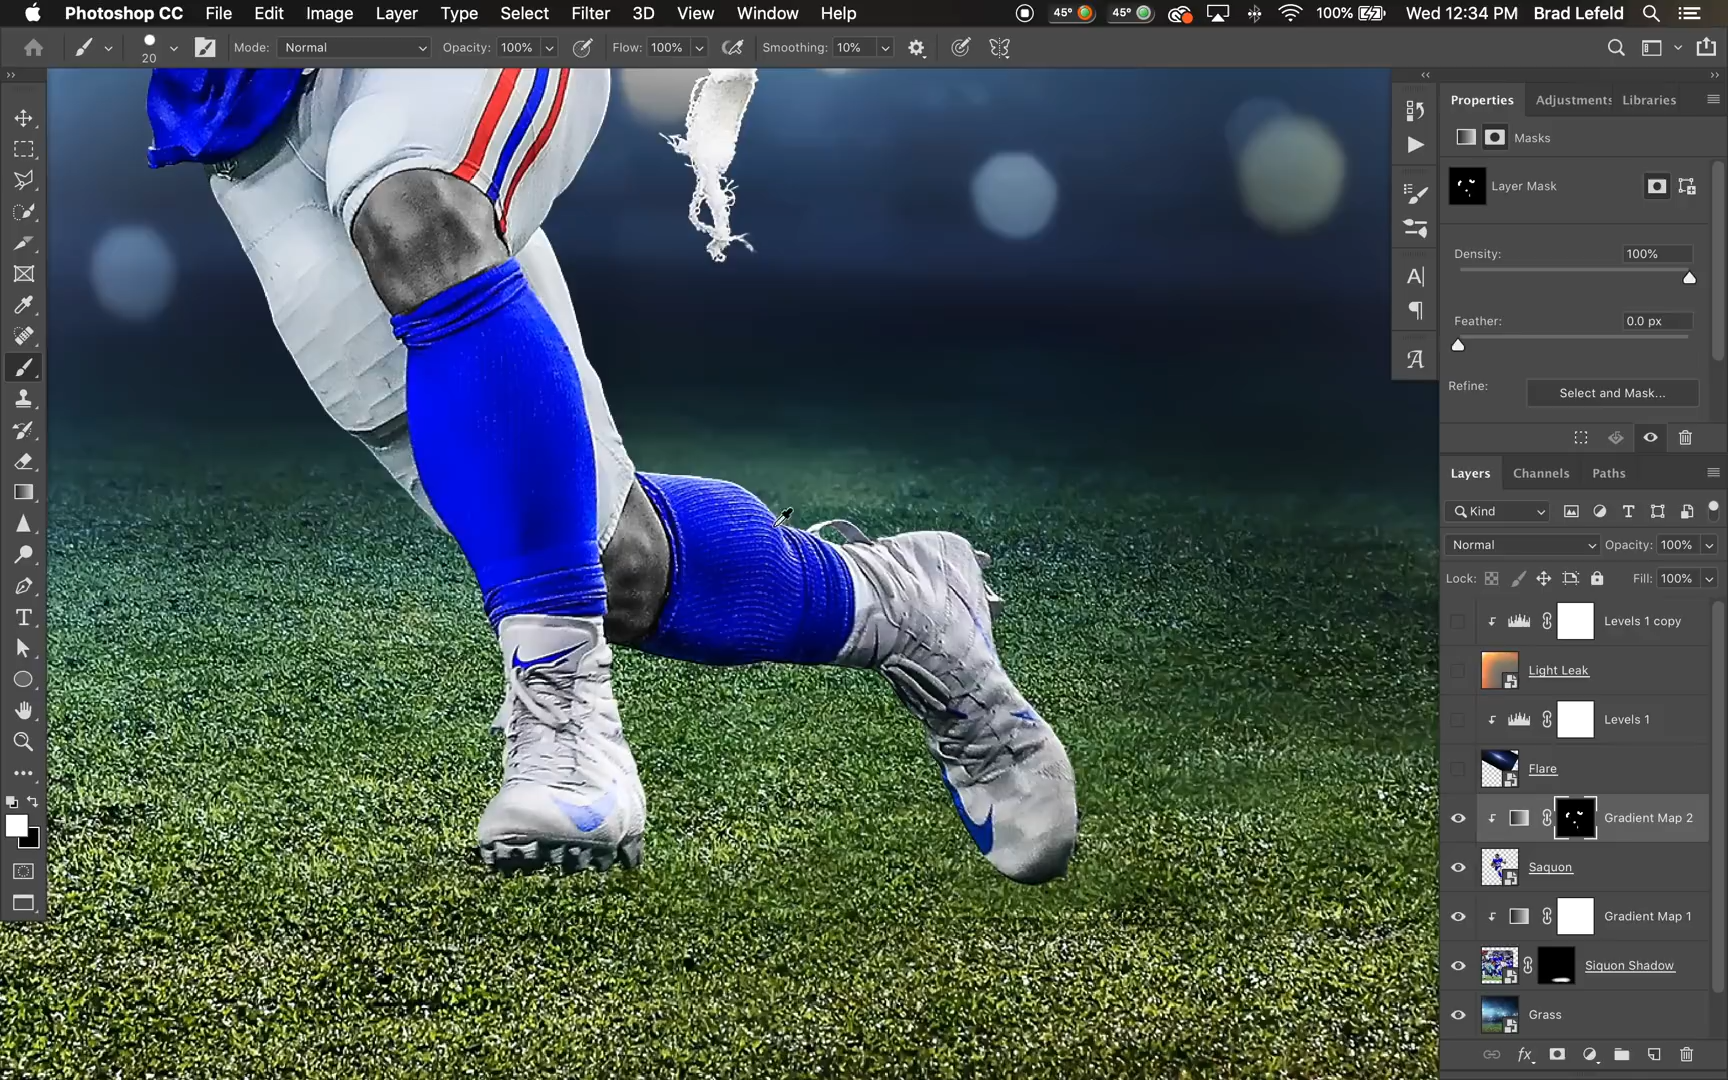 Photoshop CC File Edit Image Layer Type Select Filter 3D View Window Help 45° 45° 100% Wed 12:34 PM Brad Lefeld
20 Mode: Normal Opacity: 100% Flow: 100% Smoothing: 10%
Properties Adjustments Libraries
Masks
Layer Mask
Density: 100%
Feather: 0.0 px
Refine: Select and Mask...
Layers Channels Paths
Kind
Normal Opacity: 100%
Lock: Fill: 100%
Levels 1 copy
Light Leak
Levels 1
Flare
Gradient Map 2
Saquon
Gradient Map 1
Siquon Shadow
Grass